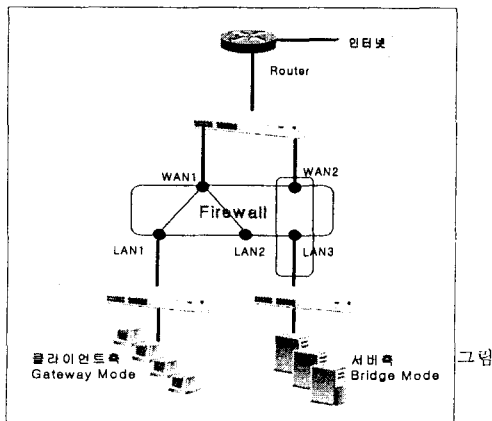 인터넷
Router
WAN1
WAN2
Firewall
LAN1
LAN2
LAN3
클라이언트측
Gateway Mode
서버측
Bridge Mode
그림